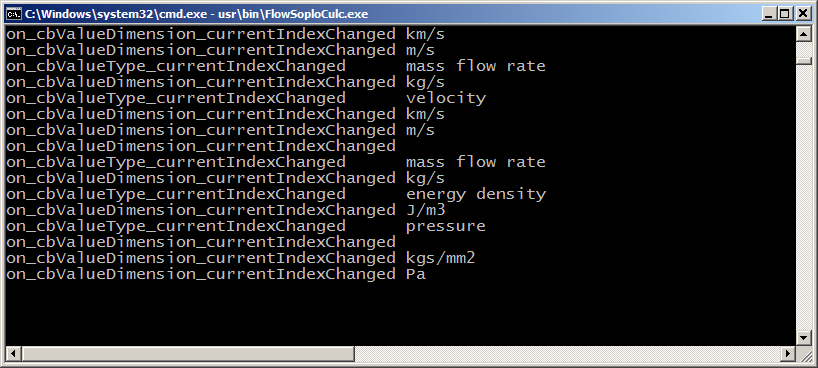 C:\Windows\system32\cmd.exe - usr\bin\FlowSoploCulc.exe
on_cbValueDimension_currentIndexChanged km/s
on_cbValueDimension_currentIndexChanged m/s
on_cbValueType_currentIndexChanged      mass flow rate
on_cbValueDimension_currentIndexChanged kg/s
on_cbValueType_currentIndexChanged      velocity
on_cbValueDimension_currentIndexChanged km/s
on_cbValueDimension_currentIndexChanged m/s
on_cbValueDimension_currentIndexChanged
on_cbValueType_currentIndexChanged      mass flow rate
on_cbValueDimension_currentIndexChanged kg/s
on_cbValueType_currentIndexChanged      energy density
on_cbValueDimension_currentIndexChanged J/m3
on_cbValueType_currentIndexChanged      pressure
on_cbValueDimension_currentIndexChanged
on_cbValueDimension_currentIndexChanged kgs/mm2
on_cbValueDimension_currentIndexChanged Pa